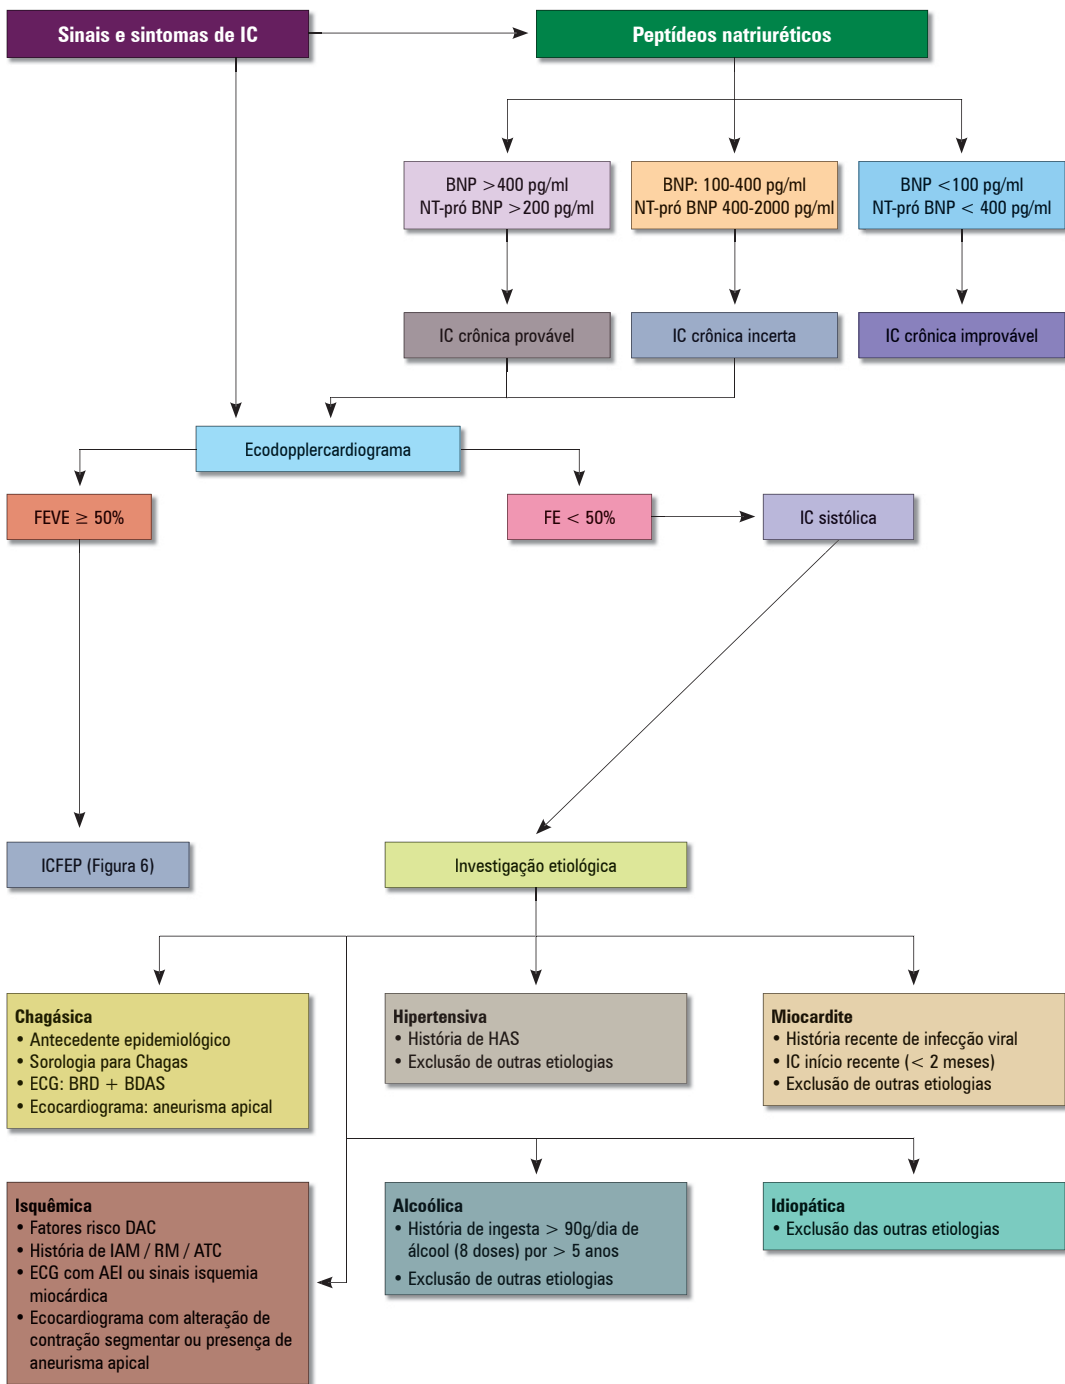 Sinais e sintomas de IC
Peptídeos natriuréticos
BNP >400 pg/ml
NT-pró BNP >200 pg/ml
BNP: 100-400 pg/ml
NT-pró BNP 400-2000 pg/ml
BNP <100 pg/ml
NT-pró BNP < 400 pg/ml
IC crônica provável
IC crônica incerta
IC crônica improvável
Ecodopplercardiograma
FEVE ≥ 50%
FE < 50%
IC sistólica
ICFEP (Figura 6)
Investigação etiológica
Chagásica
• Antecedente epidemiológico
• Sorologia para Chagas
• ECG: BRD + BDAS
• Ecocardiograma: aneurisma apical
Hipertensiva
• História de HAS
• Exclusão de outras etiologias
Miocardite
• História recente de infecção viral
• IC início recente (< 2 meses)
• Exclusão de outras etiologias
Isquêmica
• Fatores risco DAC
• História de IAM / RM / ATC
• ECG com AEI ou sinais isquemia
miocárdica
• Ecocardiograma com alteração de
contração segmentar ou presença de
aneurisma apical
Alcoólica
• História de ingesta > 90g/dia de
álcool (8 doses) por > 5 anos
• Exclusão de outras etiologias
Idiopática
• Exclusão das outras etiologias